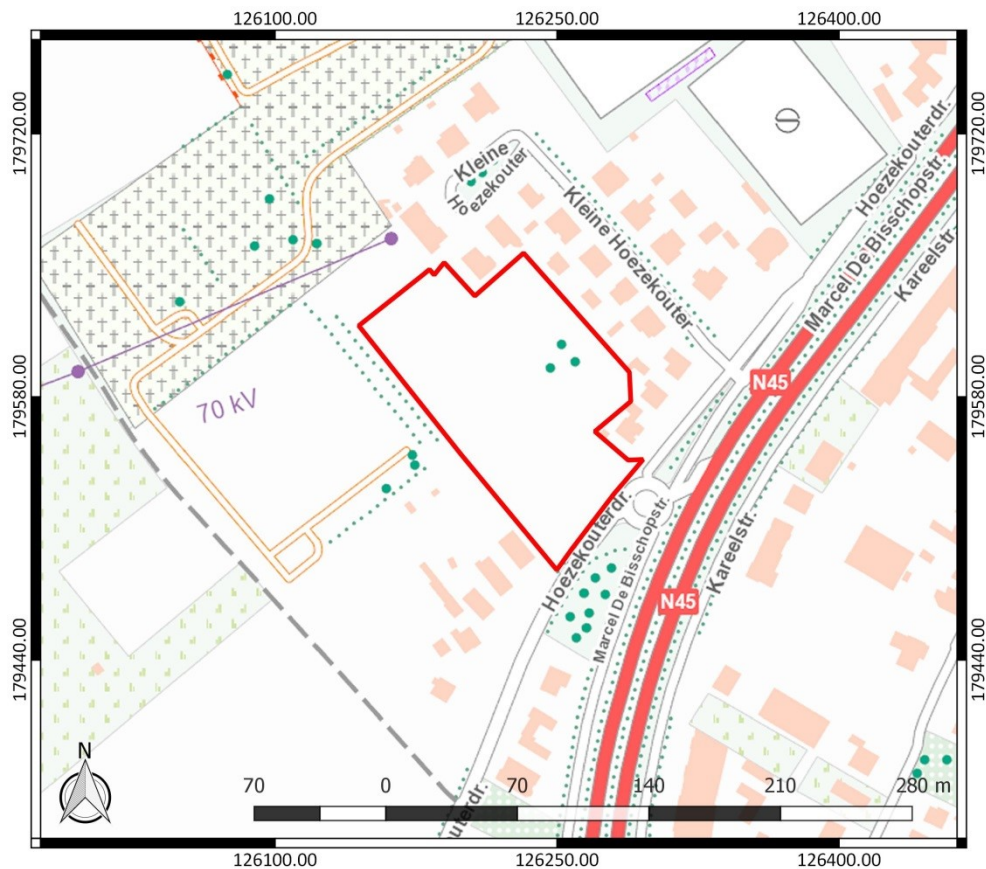 126100.00 126250.00 126400.00
179720.00
179720.00
Hoezekouterdr.
Kleine
Hoezekouter
Kleine Hoezekouter
Marcel De Bisschopstr.
Kareelstr.
179580.00
179580.00
N45
70 kV
Hoezekouterdr.
Marcel De Bisschopstr.
Kareelstr.
N45
179440.00
179440.00
N
70 0 70 140 210 280 m
uterdr.
126100.00 126250.00 126400.00